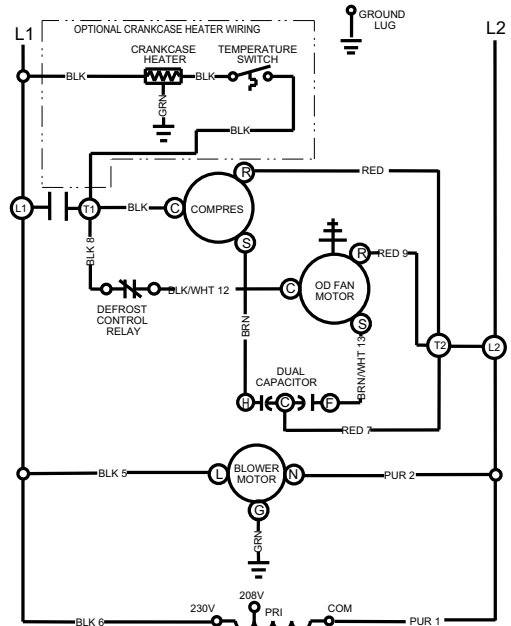 GROUND
LUG
L1
L2
OPTIONAL CRANKCASE HEATER WIRING
CRANKCASE
HEATER
TEMPERATURE
SWITCH
BLK
BLK
GRN
BLK
L1
T1
BLK
C
COMPRES
R
RED
S
BLK 8
BLK/WHT 12
DEFROST
CONTROL
RELAY
C
OD FAN
MOTOR
R
RED 9
S
BRN
BRN/WHT 13
T2
L2
DUAL
CAPACITOR
H
C
F
RED 7
BLK 5
L
BLOWER
MOTOR
N
PUR 2
G
GRN
208V
230V
PRI
COM
BLK 6
PUR 1